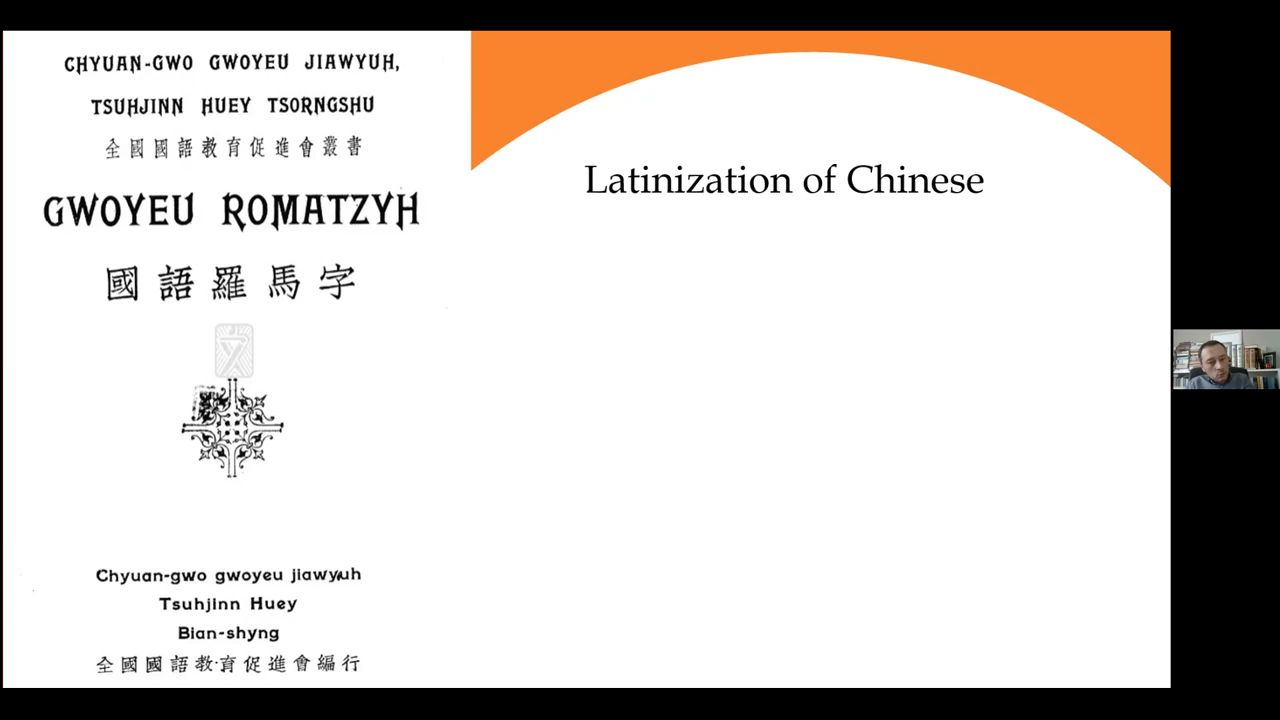 CHYUAN-GWO GWOYEU JIAWYUH,
TSUHJINN HUEY TSORNGSHU
全國國語教育促進會叢書
GWOYEU ROMATZYH
國語羅馬字
Chyuan-gwo gwoyeu jiawyuh
Tsuhjinn Huey
Bian-shyng
全國國語教育促進會編行
Latinization of Chinese